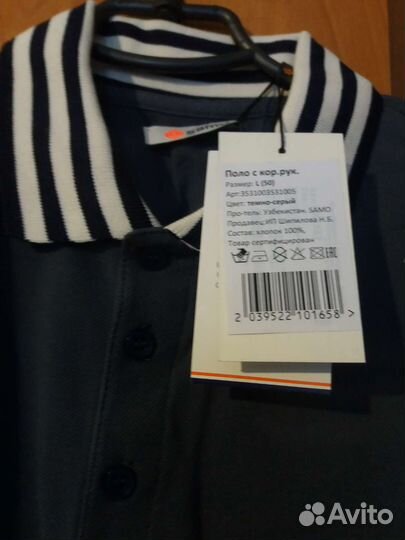 Поло с кор.рук.
Размер: L (50)
Арт:3531003531005
Цвет: темно-серый
Про-тель: Узбекистан. SAMO
Продавец:ИП Шипилова Н.Б.
Состав: хлопок 100%,
Товар сертифицирован
2 039522 101658 >
Avito